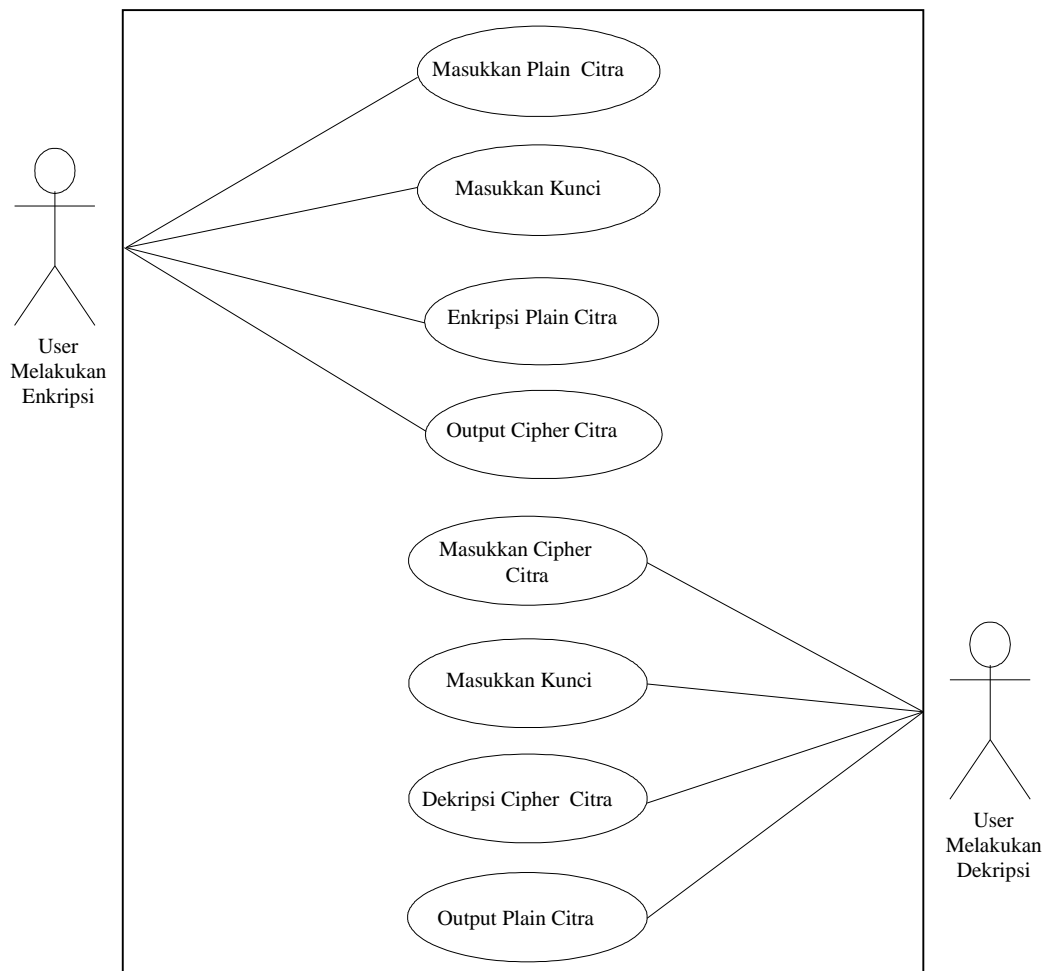 Masukkan Plain Citra
Masukkan Kunci
Enkripsi Plain Citra
Output Cipher Citra
User
Melakukan
Enkripsi
Masukkan Cipher
Citra
Masukkan Kunci
Dekripsi Cipher Citra
Output Plain Citra
User
Melakukan
Dekripsi